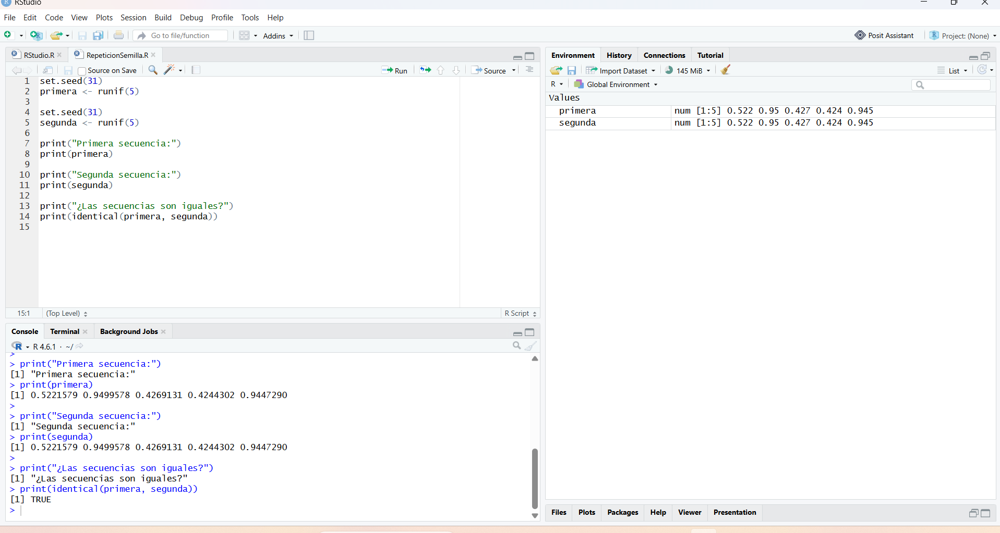 RStudio
File Edit Code View Plots Session Build Debug Profile Tools Help
Go to file/function Addins Posit Assistant Project: (None)
RStudio.R RepeticionSemilla.R
Source on Save Run Source
1 set.seed(31)
2 primera <- runif(5)
3
4 set.seed(31)
5 segunda <- runif(5)
6
7 print("Primera secuencia:")
8 print(primera)
9
10 print("Segunda secuencia:")
11 print(segunda)
12
13 print("¿Las secuencias son iguales?")
14 print(identical(primera, segunda))
15
15:1 (Top Level) R Script
Console Terminal Background Jobs
R 4.6.1 · ~/
>
> print("Primera secuencia:")
[1] "Primera secuencia:"
> print(primera)
[1] 0.5221579 0.9499578 0.4269131 0.4244302 0.9447290
>
> print("Segunda secuencia:")
[1] "Segunda secuencia:"
> print(segunda)
[1] 0.5221579 0.9499578 0.4269131 0.4244302 0.9447290
>
> print("¿Las secuencias son iguales?")
[1] "¿Las secuencias son iguales?"
> print(identical(primera, segunda))
[1] TRUE
>
Environment History Connections Tutorial
Import Dataset 145 MiB List
R Global Environment
Values
primera num [1:5] 0.522 0.95 0.427 0.424 0.945
segunda num [1:5] 0.522 0.95 0.427 0.424 0.945
Files Plots Packages Help Viewer Presentation